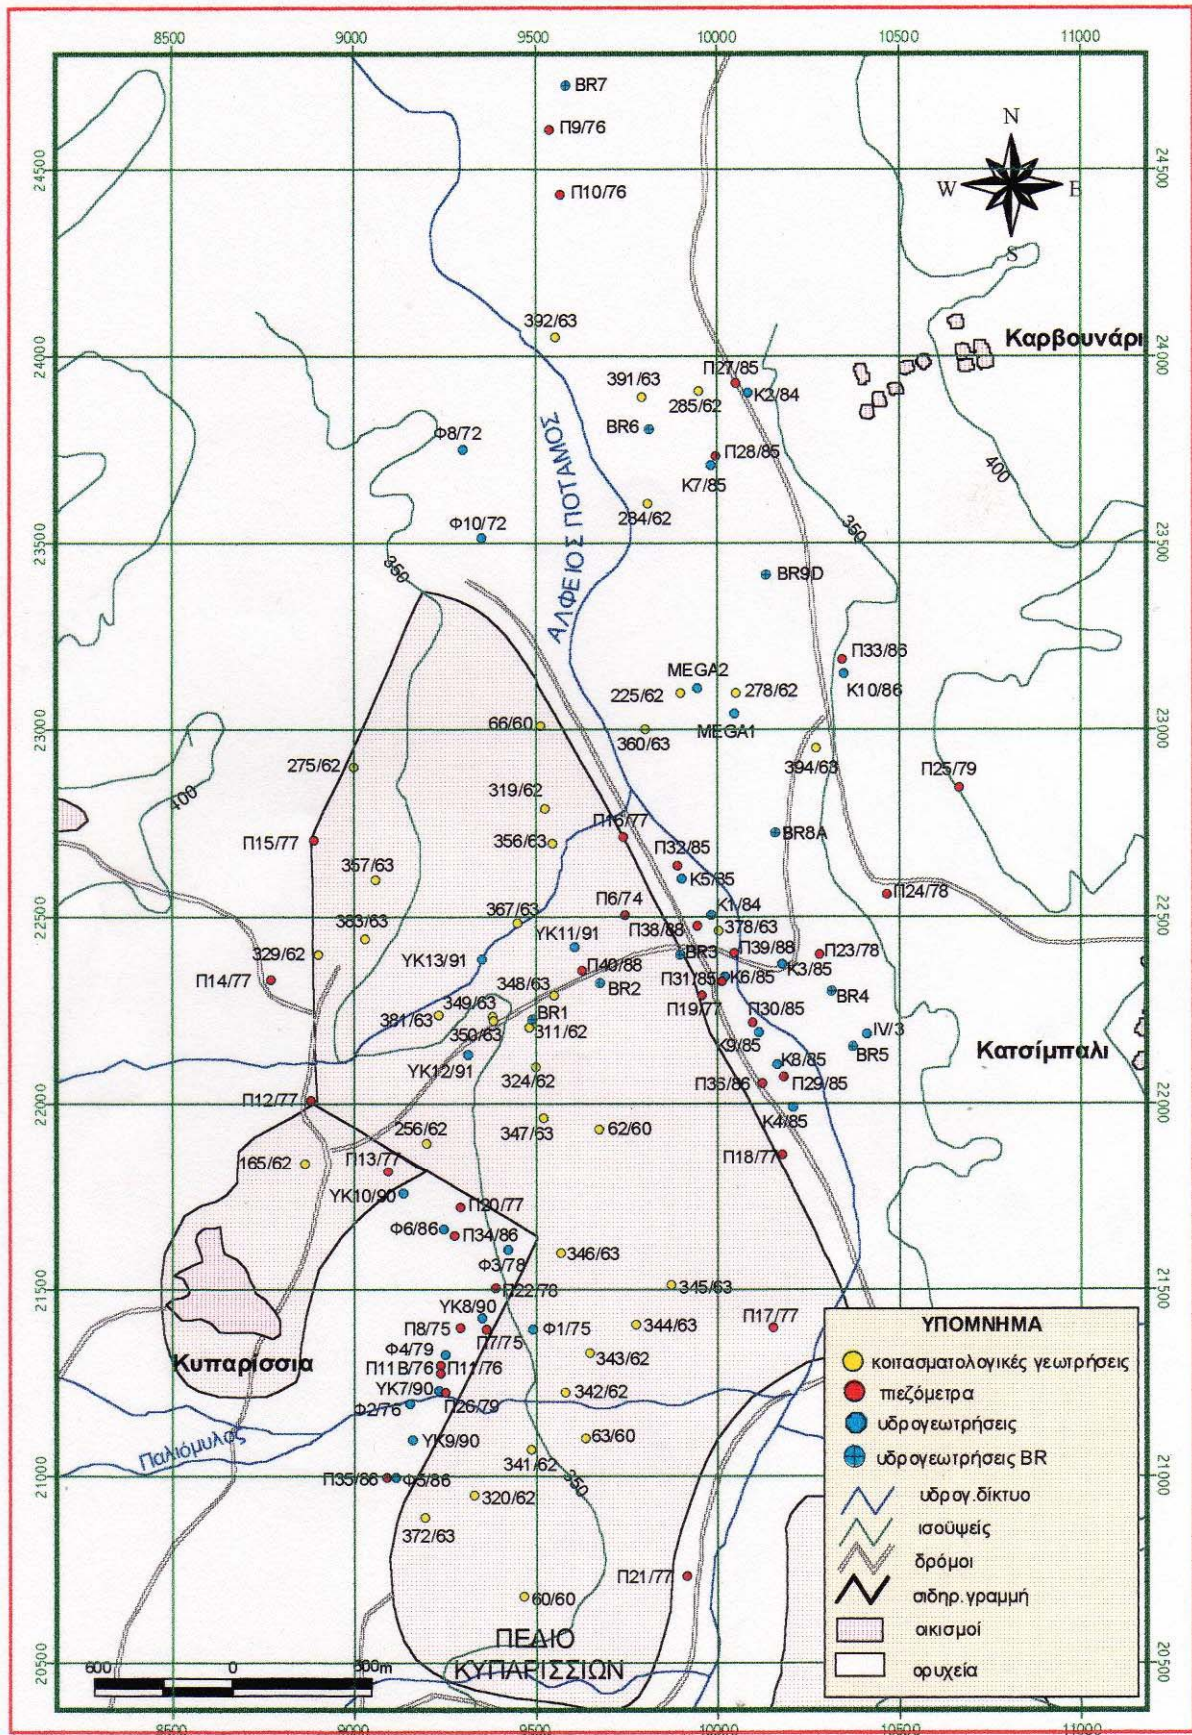 8500 9000 9500 10000 10500 11000
BR7
Π9/76
N
24500 24500
Π10/76
W E
S
392/63
Καρβουνάρι
24000 24000
Π27/85
391/63
285/62
K2/84
BR6
Φ8/72
ΑΛΦΕΙΟΣ ΠΟΤΑΜΟΣ
Π28/85
400
K7/85
284/62
350
Φ10/72
23500 23500
350
BR9D
Π33/86
MEGA2
K10/86
225/62
278/62
66/60
MEGA1
23000 23000
360/63
394/63
275/62
Π25/79
319/62
400
Π16/77
BR8A
Π15/77
356/63
Π32/85
357/63
K5/85
Π24/78
367/63
Π6/74
K1/84
22500 22500
383/63
Π38/88
378/63
YK11/91
329/62
BR3
Π39/88
Π23/78
YK13/91
Π40/88
K3/85
Π14/77
348/63
Π31/85
K6/85
BR2
BR4
349/63
Π19/77
381/63
BR1
Π30/85
IV/3
350/63
311/62
K9/85
BR5
Κατσίμπαλι
YK12/91
K8/85
324/62
Π36/86
Π29/85
22000 22000
Π12/77
K4/85
256/62
347/63
62/60
165/62
Π13/77
Π18/77
YK10/90
Π20/77
Φ6/86
Π34/86
346/63
Φ3/78
21500 21500
Π22/78
345/63
YK8/90
Π8/75
Φ1/75
344/63
Π17/77
Π7/75
Φ4/79
Κυπαρίσσια
343/62
Π11B/76
Π11/76
YK7/90
342/62
Φ2/76
Π26/79
Παλιόμυλος
YK9/90
63/60
341/62
21000 21000
Π35/86
Φ5/86
350
320/62
372/63
Π21/77
60/60
ΠΕΔΙΟ
ΚΥΠΑΡΙΣΣΙΩΝ
20500 20500
600 0 300m
ΥΠΟΜΝΗΜΑ
κοιτασματολογικές γεωτρήσεις
πιεζόμετρα
υδρογεωτρήσεις
υδρογεωτρήσεις BR
υδρογ.δίκτυο
ισοϋψείς
δρόμοι
σιδηρ.γραμμή
οικισμοί
ορυχεία
8500 9000 9500 10000 10500 11000